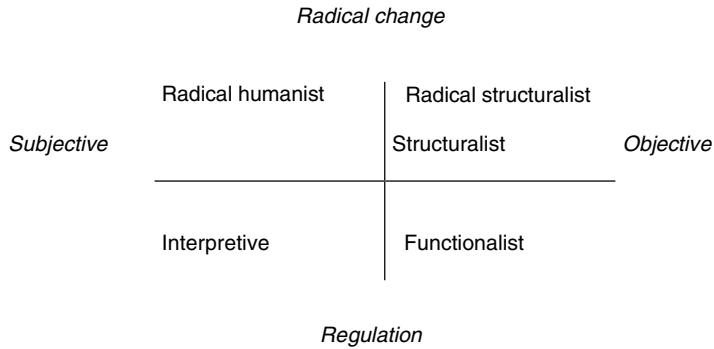 Radical change
Radical humanist
Radical structuralist
Subjective
Structuralist
Objective
Interpretive
Functionalist
Regulation